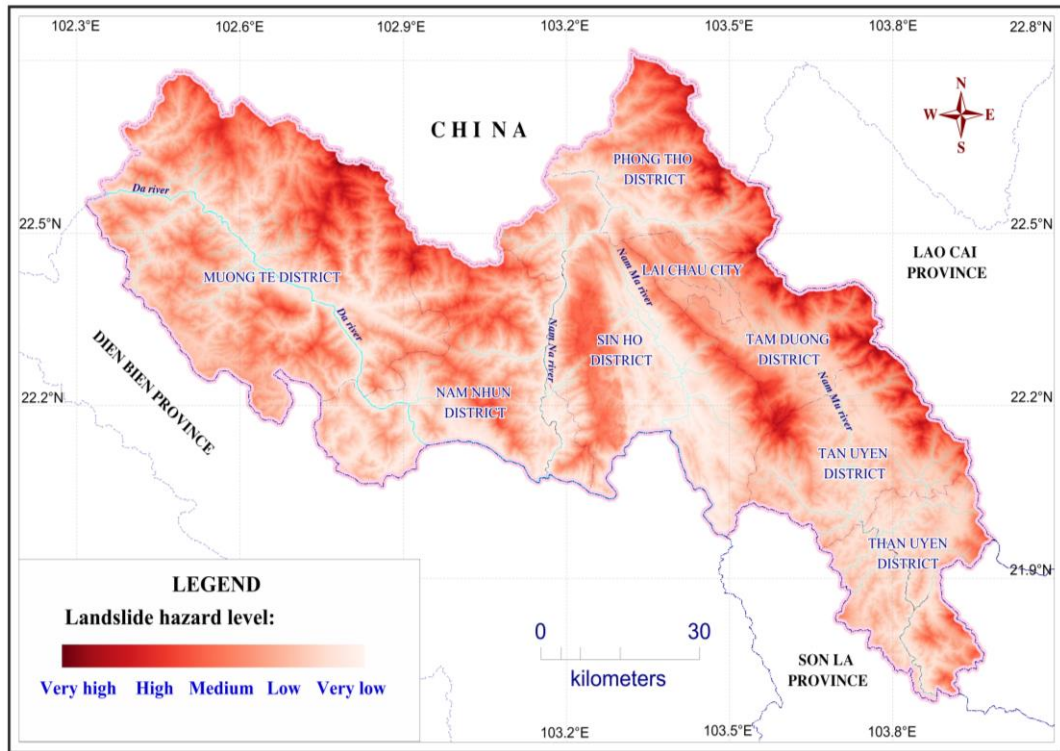 102.3°E 102.6°E 102.9°E 103.2°E 103.5°E 103.8°E 22.8°N
N
W E
S
CHINA
PHONG THO
DISTRICT
Da river
22.5°N 22.5°N
LAO CAI
PROVINCE
Nam Ma river
LAI CHAU CITY
MUONG TE DISTRICT
Da river
Nam Na river
SIN HO
DISTRICT
TAM DUONG
DISTRICT
DIEN BIEN PROVINCE
NAM NHUN
DISTRICT
Nam Mu river
22.2°N 22.2°N
TAN UYEN
DISTRICT
THAN UYEN
DISTRICT
21.9°N
LEGEND
Landslide hazard level:
Very high High Medium Low Very low
0 30
kilometers
SON LA
PROVINCE
103.2°E 103.5°E 103.8°E